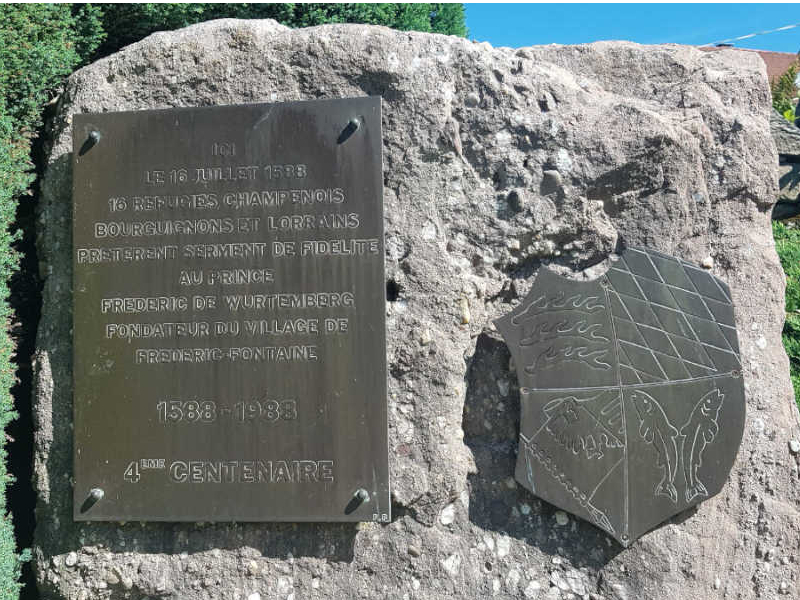 ICI
LE 16 JUILLET 1588
16 REFUGIES CHAMPENOIS
BOURGUIGNONS ET LORRAINS
PRETERENT SERMENT DE FIDELITE
AU PRINCE
FREDERIC DE WURTEMBERG
FONDATEUR DU VILLAGE DE
FREDERIC-FONTAINE
1588-1988
4EME CENTENAIRE